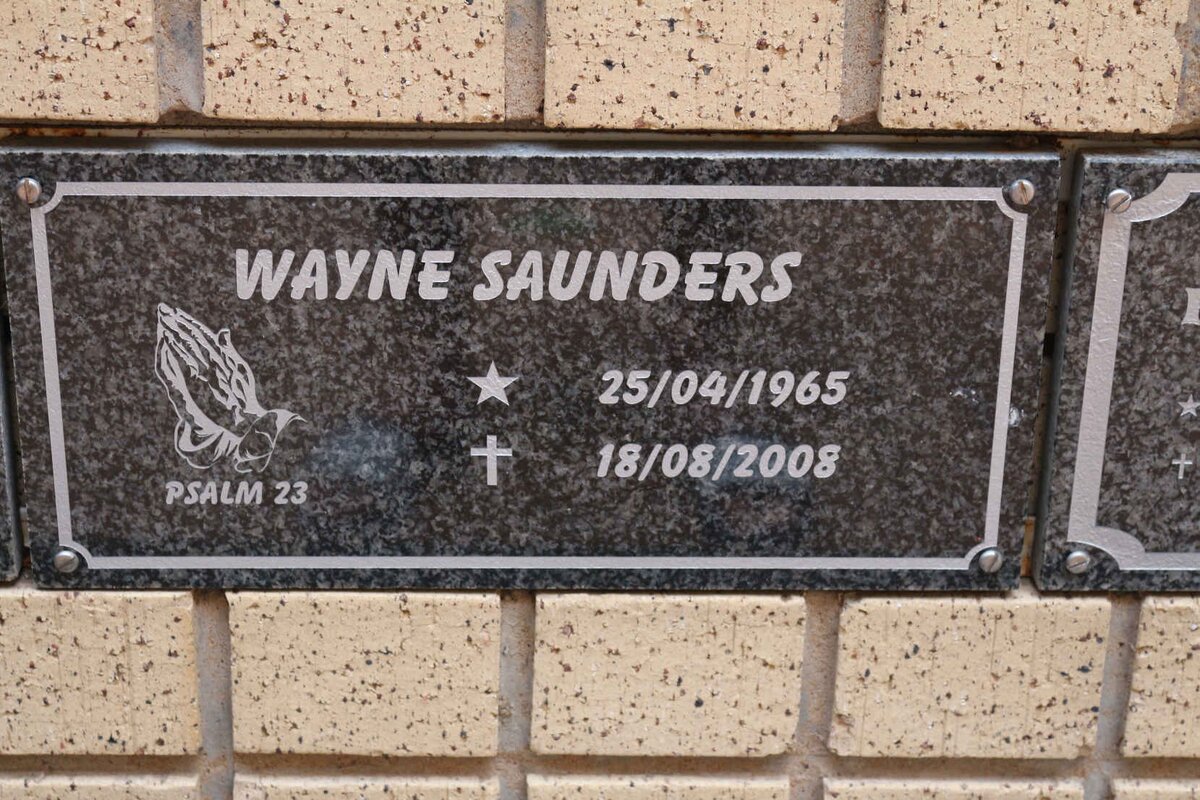 WAYNE SAUNDERS
25/04/1965
18/08/2008
PSALM 23